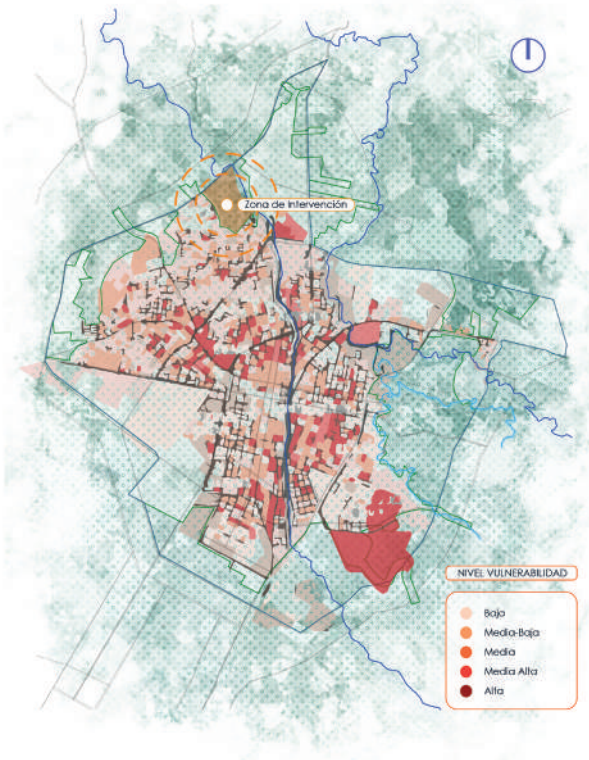 Zona de Intervención
NIVEL VULNERABILIDAD
Baja
Media-Baja
Media
Media Alta
Alta